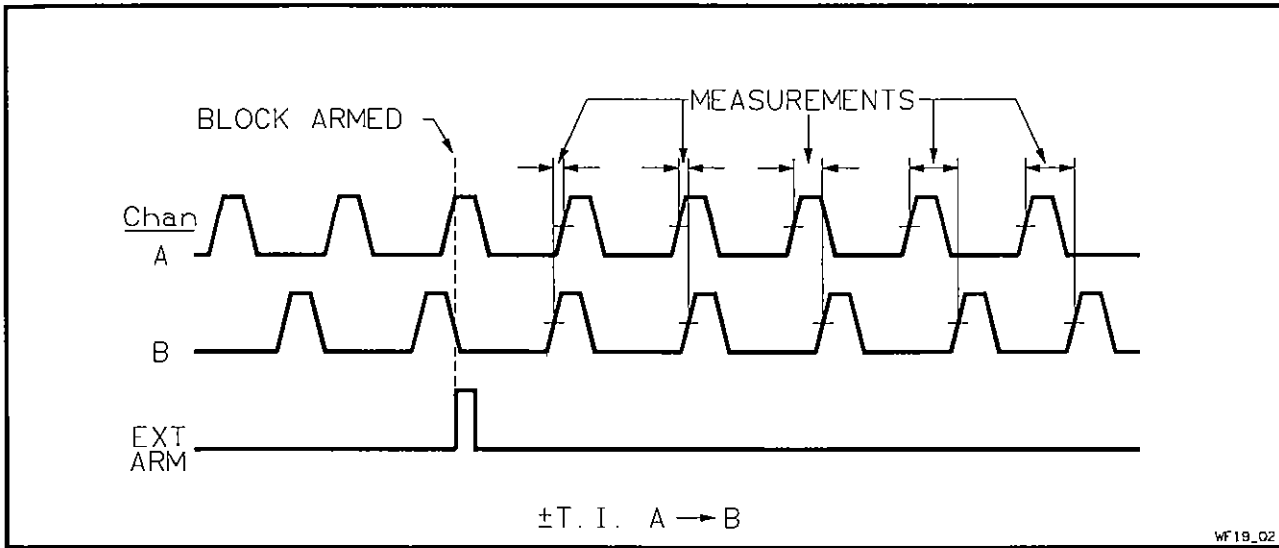 MEASUREMENTS
BLOCK ARMED
Chan
A
B
EXT
ARM
±T. I. A → B
WF19_02